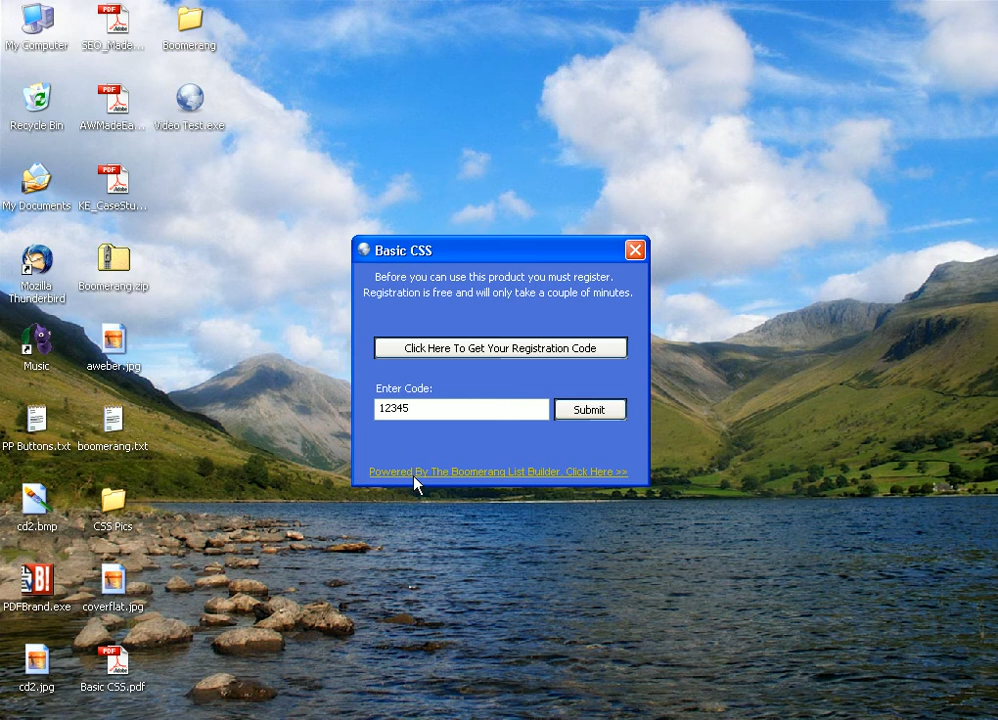 My Computer
SEO_Made...
Boomerang
Recycle Bin
AWMadeEa...
Video Test.exe
My Documents
KE_CaseStu...
Mozilla
Thunderbird
Boomerang.zip
Music
aweber.jpg
PP Buttons.txt
boomerang.txt
cd2.bmp
CSS Pics
PDFBrand.exe
coverflat.jpg
cd2.jpg
Basic CSS.pdf
PDF
PDF
PDF
B!
PDF
Basic CSS
Before you can use this product you must register.
Registration is free and will only take a couple of minutes.
Click Here To Get Your Registration Code
Enter Code:
12345
Submit
Powered By The Boomerang List Builder. Click Here >>